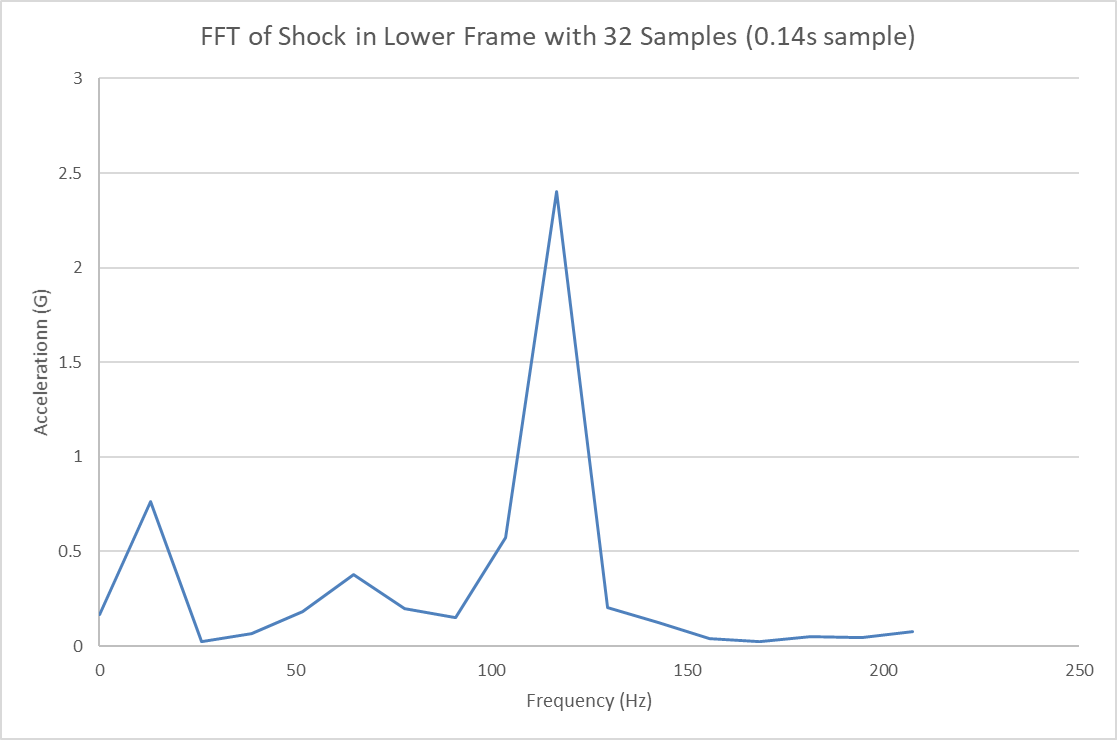 FFT of Shock in Lower Frame with 32 Samples (0.14s sample)
3
2.5
2
1.5
1
0.5
0
Accelerationn (G)
0 50 100 150 200 250
Frequency (Hz)